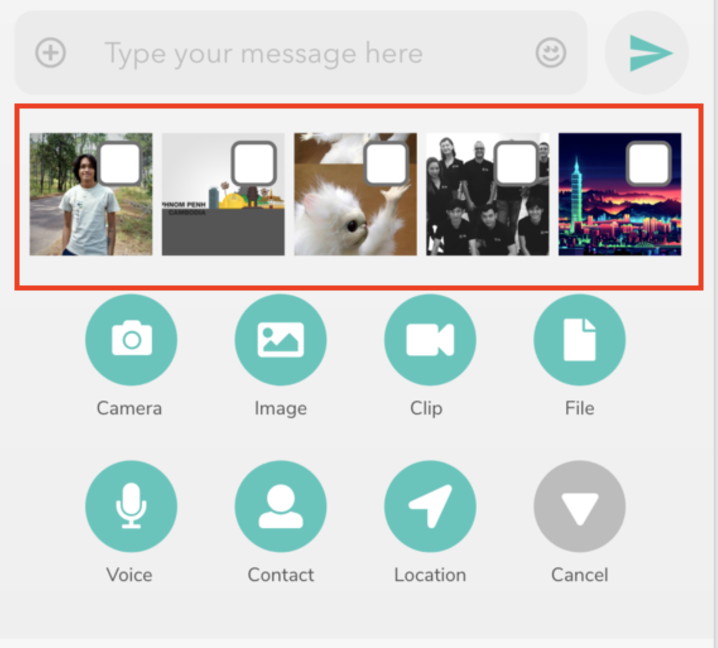 Type your message here
PHNOM PENH
CAMBODIA
Camera
Image
Clip
File
Voice
Contact
Location
Cancel